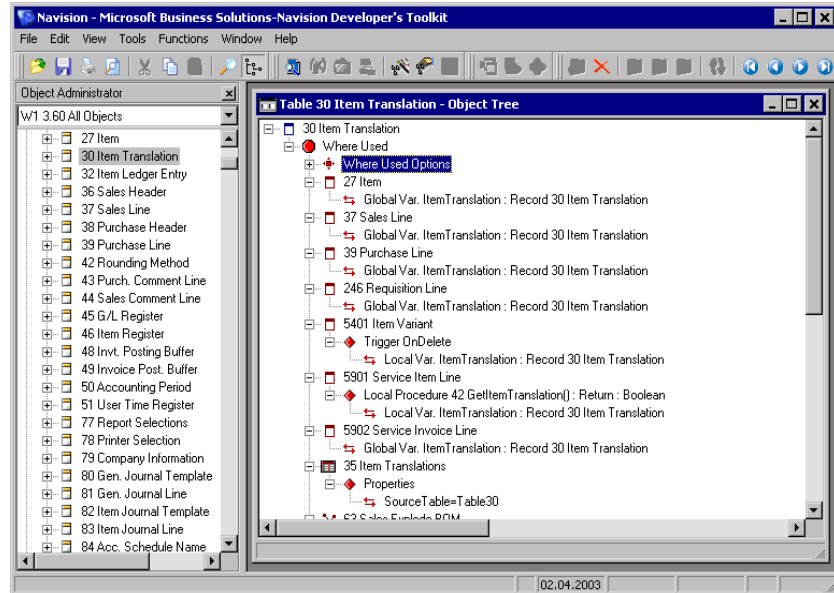 Navision - Microsoft Business Solutions-Navision Developer's Toolkit
File Edit View Tools Functions Window Help
Object Administrator
W1 3.60 All Objects
27 Item
30 Item Translation
32 Item Ledger Entry
36 Sales Header
37 Sales Line
38 Purchase Header
39 Purchase Line
42 Rounding Method
43 Purch. Comment Line
44 Sales Comment Line
45 G/L Register
46 Item Register
48 Invt. Posting Buffer
49 Invoice Post. Buffer
50 Accounting Period
51 User Time Register
77 Report Selections
78 Printer Selection
79 Company Information
80 Gen. Journal Template
81 Gen. Journal Line
82 Item Journal Template
83 Item Journal Line
84 Acc. Schedule Name
Table 30 Item Translation - Object Tree
30 Item Translation
Where Used
Where Used Options
27 Item
Global Var. ItemTranslation : Record 30 Item Translation
37 Sales Line
Global Var. ItemTranslation : Record 30 Item Translation
39 Purchase Line
Global Var. ItemTranslation : Record 30 Item Translation
246 Requisition Line
Global Var. ItemTranslation : Record 30 Item Translation
5401 Item Variant
Trigger OnDelete
Local Var. ItemTranslation : Record 30 Item Translation
5901 Service Item Line
Local Procedure 42 GetItemTranslation() : Return : Boolean
Local Var. ItemTranslation : Record 30 Item Translation
5902 Service Invoice Line
Global Var. ItemTranslation : Record 30 Item Translation
35 Item Translations
Properties
SourceTable=Table30
63 Sales Explode BOM
02.04.2003